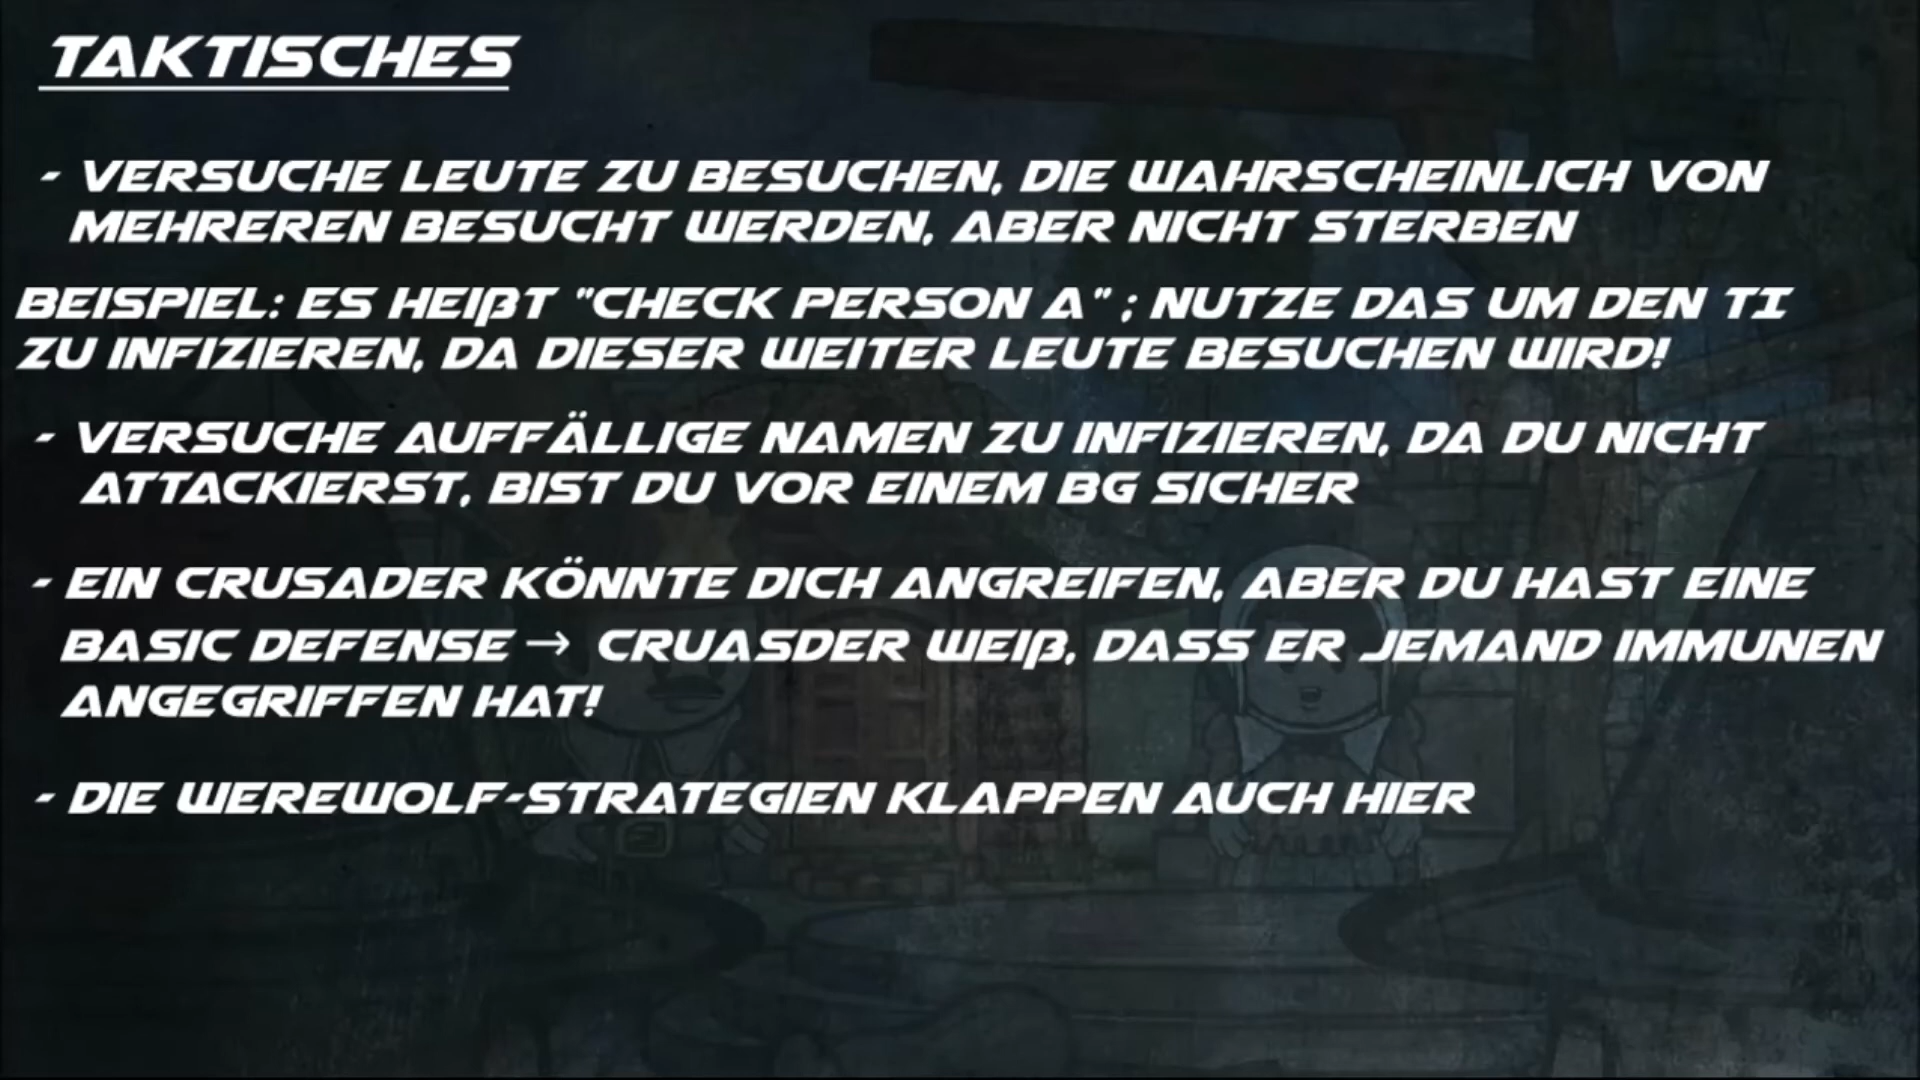 TAKTISCHES
- VERSUCHE LEUTE ZU BESUCHEN, DIE WAHRSCHEINLICH VON
MEHREREN BESUCHT WERDEN, ABER NICHT STERBEN
BEISPIEL: ES HEIßT "CHECK PERSON A" ; NUTZE DAS UM DEN TI
ZU INFIZIEREN, DA DIESER WEITER LEUTE BESUCHEN WIRD!
- VERSUCHE AUFFÄLLIGE NAMEN ZU INFIZIEREN, DA DU NICHT
ATTACKIERST, BIST DU VOR EINEM BG SICHER
- EIN CRUSADER KÖNNTE DICH ANGREIFEN, ABER DU HAST EINE
BASIC DEFENSE → CRUASDER WEIß, DASS ER JEMAND IMMUNEN
ANGEGRIFFEN HAT!
- DIE WEREWOLF-STRATEGIEN KLAPPEN AUCH HIER